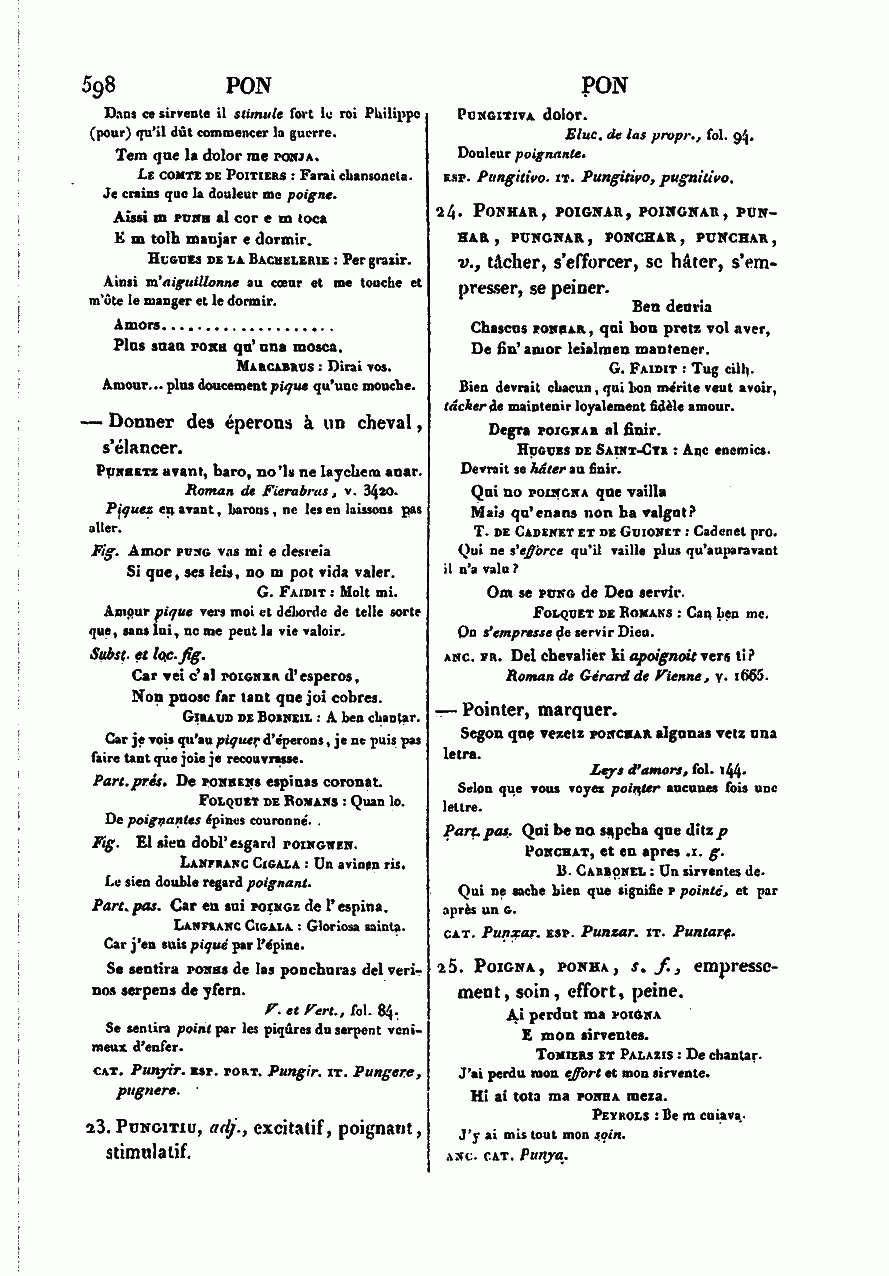 598 PON PON
Dans ce sirvente il stimule fort le roi Philippe
(pour) qu'il dût commencer la guerre.
Tem que la dolor me PONJA.
LE COMTE DE POITIERS : Farai chansoneta.
Je crains que la douleur me poigne.
Aissi m PUNH al cor e m toca
E m tolh manjar e dormir.
HUGUES DE LA BACHELERIE : Per grazir.
Ainsi m'aiguillonne au cœur et me touche et
m'ôte le manger et le dormir.
Amors...................
Plus suau PONH qu'una mosca.
MARCABRUS : Dirai vos.
Amour... plus doucement pique qu'une mouche.
— Donner des éperons à un cheval,
s'élancer.
PUNHETZ avant, baro, no'ls ne laychem anar.
Roman de Fierabras, v. 3420.
Piquez en avant, barons, ne les en laissons pas
aller.
Fig. Amor PUNG vas mi e desreia
Si que, ses leis, no m pot vida valer.
G. FAIDIT : Molt mi.
Amour pique vers moi et déborde de telle sorte
que, sans lui, ne me peut la vie valoir.
Subst. et loc. fig.
Car vei c'al POIGNER d'esperos,
Non puosc far tant que joi cobres.
GIRAUD DE BORNEIL : A ben chantar.
Car je vois qu'au piquer d'éperons, je ne puis pas
faire tant que joie je recouvrasse.
Part. prés. De PONHENS espinas coronat.
FOLQUET DE ROMANS : Quan lo.
De poignantes épines couronné.
Fig. El sien dobl'esgard POINGNEN.
LANFRANC CIGALA : Un avinen ris.
Le sien double regard poignant.
Part. pas. Car en sui POINGZ de l'espina.
LANFRANC CIGALA : Gloriosa sainta.
Car j'en suis piqué par l'épine.
Se sentira PONHS de las ponchuras del veri-
nos serpens de yfern.
V. et Vert., fol. 84.
Se sentira point par les piqûres du serpent veni-
meux d'enfer.
CAT. Punyir. ESP. PORT. Pungir. IT. Pungere,
pugnere.
23. PUNGITIU, adj., excitatif, poignant,
stimulatif.
PUNGITIVA dolor.
Eluc. de las propr., fol. 94.
Douleur poignante.
ESP. Pungitivo. IT. Pungitivo, pugnitivo.
24. PONHAR, POIGNAR, POINGNAR, PUN-
HAR, PUNGNAR, PONCHAR, PUNCHAR,
v., tâcher, s'efforcer, se hâter, s'em-
presser, se peiner.
Ben deuria
Chascus PONHAR, qui bon pretz vol aver,
De fin'amor leialmen mantener.
G. FAIDIT : Tug cilh.
Bien devrait chacun, qui bon mérite veut avoir,
tâcher de maintenir loyalement fidèle amour.
Degra POIGNAR al finir.
HUGUES DE SAINT-CYR : Anc enemics.
Devrait se hâter au finir.
Qui no POINGNA que vailla
Mais qu'enans non ha valgut?
T. DE CADENET ET DE GUIONET : Cadenet pro.
Qui ne s'efforce qu'il vaille plus qu'auparavant
il n'a valu?
Om se PUNG de Deu servir.
FOLQUET DE ROMANS : Can ben me.
On s'empresse de servir Dieu.
ANC. FR. Del chevalier ki apoignoit vers ti?
Roman de Gérard de Vienne, v. 1665.
— Pointer, marquer.
Segon que vezetz PONCHAR algunas vetz una
letra.
Leys d'amors, fol. 144.
Selon que vous voyez pointer aucunes fois une
lettre.
Part. pas. Qui be no sapcha que ditz p
PONCHAT, et en apres .I. g.
B. CARBONEL : Un sirventes de.
Qui ne sache bien que signifie P pointé, et par
après un G.
CAT. Punxar. ESP. Punzar. IT. Puntare.
25. POIGNA, PONHA, s. f., empresse-
ment, soin, effort, peine.
Ai perdut ma POIGNA
E mon sirventes.
TOMIERS ET PALAZIS : De chantar.
J'ai perdu mon effort et mon sirvente.
Hi ai tota ma PONHA meza.
PEYROLS : Be m cuiava.
J'y ai mis tout mon soin.
ANC. CAT. Punya.